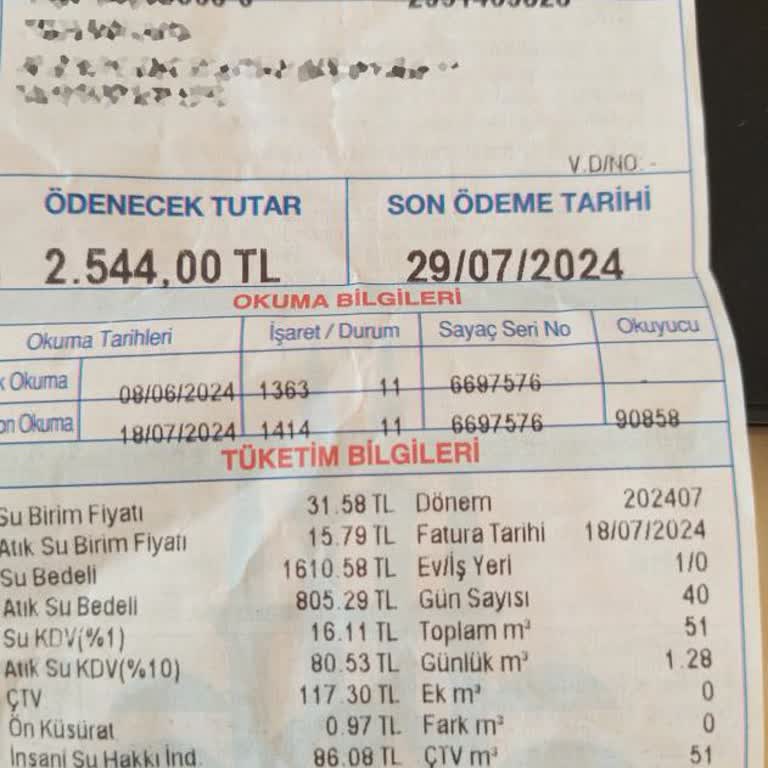 V.D/NO: -
ÖDENECEK TUTAR SON ÖDEME TARİHİ
2.544,00 TL 29/07/2024
OKUMA BİLGİLERİ
Okuma Tarihleri İşaret / Durum Sayaç Seri No Okuyucu
k Okuma 08/06/2024 1363 11 6697576 -
on Okuma 18/07/2024 1414 11 6697576 90858
TÜKETİM BİLGİLERİ
Su Birim Fiyatı 31.58 TL Dönem 202407
Atık Su Birim Fiyatı 15.79 TL Fatura Tarihi 18/07/2024
Su Bedeli 1610.58 TL Ev/İş Yeri 1/0
Atık Su Bedeli 805.29 TL Gün Sayısı 40
Su KDV(%1) 16.11 TL Toplam m³ 51
Atık Su KDV(%10) 80.53 TL Günlük m³ 1.28
ÇTV 117.30 TL Ek m³ 0
Ön Küsürat 0.97 TL Fark m³ 0
İnsani Su Hakkı İnd. 86.08 TL ÇTV m³ 51